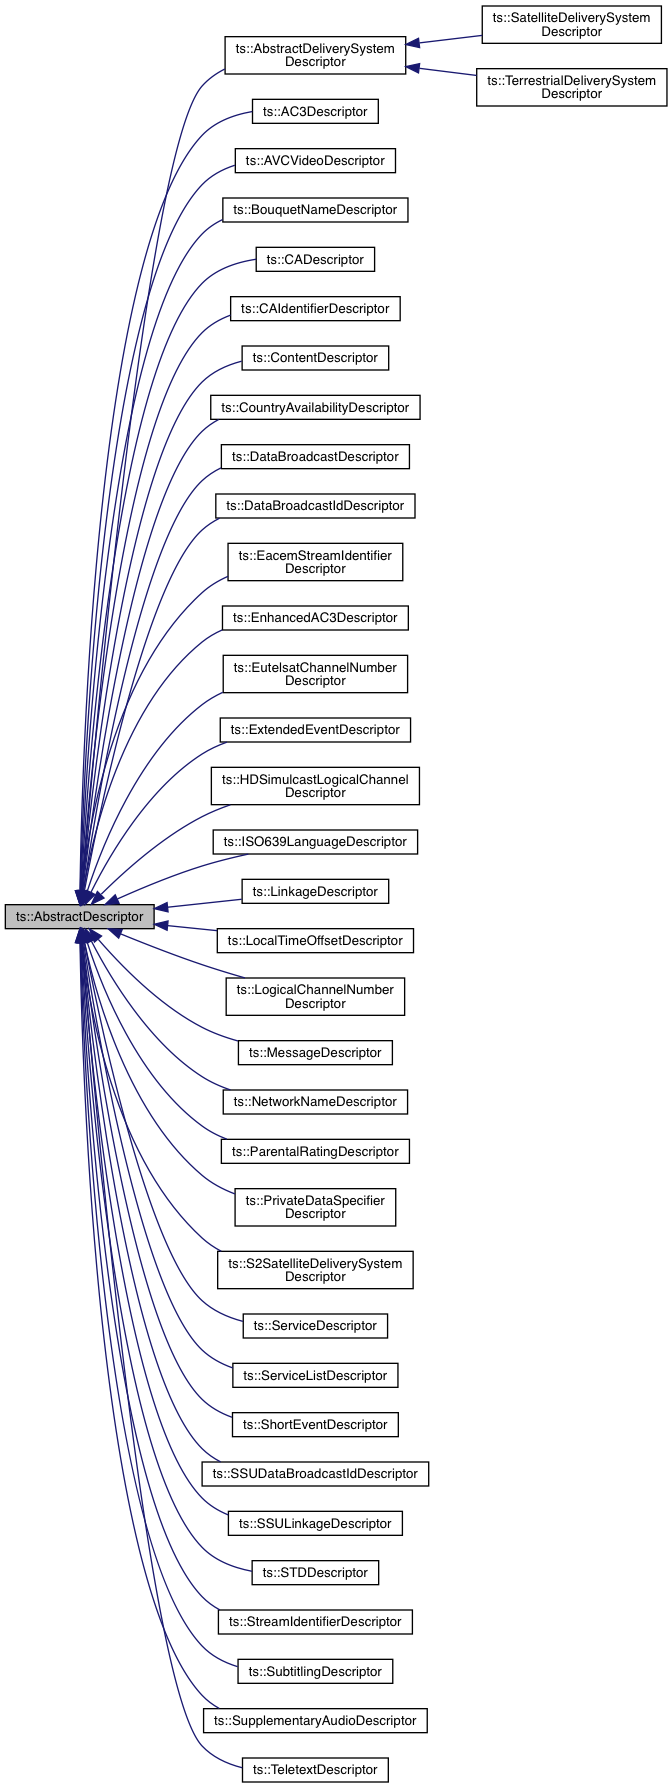 ts::SatelliteDeliverySystem
Descriptor
ts::AbstractDeliverySystem
Descriptor
ts::TerrestrialDeliverySystem
Descriptor
ts::AC3Descriptor
ts::AVCVideoDescriptor
ts::BouquetNameDescriptor
ts::CADescriptor
ts::CAIdentifierDescriptor
ts::ContentDescriptor
ts::CountryAvailabilityDescriptor
ts::DataBroadcastDescriptor
ts::DataBroadcastIdDescriptor
ts::EacemStreamIdentifier
Descriptor
ts::EnhancedAC3Descriptor
ts::EutelsatChannelNumber
Descriptor
ts::ExtendedEventDescriptor
ts::HDSimulcastLogicalChannel
Descriptor
ts::ISO639LanguageDescriptor
ts::LinkageDescriptor
ts::AbstractDescriptor
ts::LocalTimeOffsetDescriptor
ts::LogicalChannelNumber
Descriptor
ts::MessageDescriptor
ts::NetworkNameDescriptor
ts::ParentalRatingDescriptor
ts::PrivateDataSpecifier
Descriptor
ts::S2SatelliteDeliverySystem
Descriptor
ts::ServiceDescriptor
ts::ServiceListDescriptor
ts::ShortEventDescriptor
ts::SSUDataBroadcastIdDescriptor
ts::SSULinkageDescriptor
ts::STDDescriptor
ts::StreamIdentifierDescriptor
ts::SubtitlingDescriptor
ts::SupplementaryAudioDescriptor
ts::TeletextDescriptor